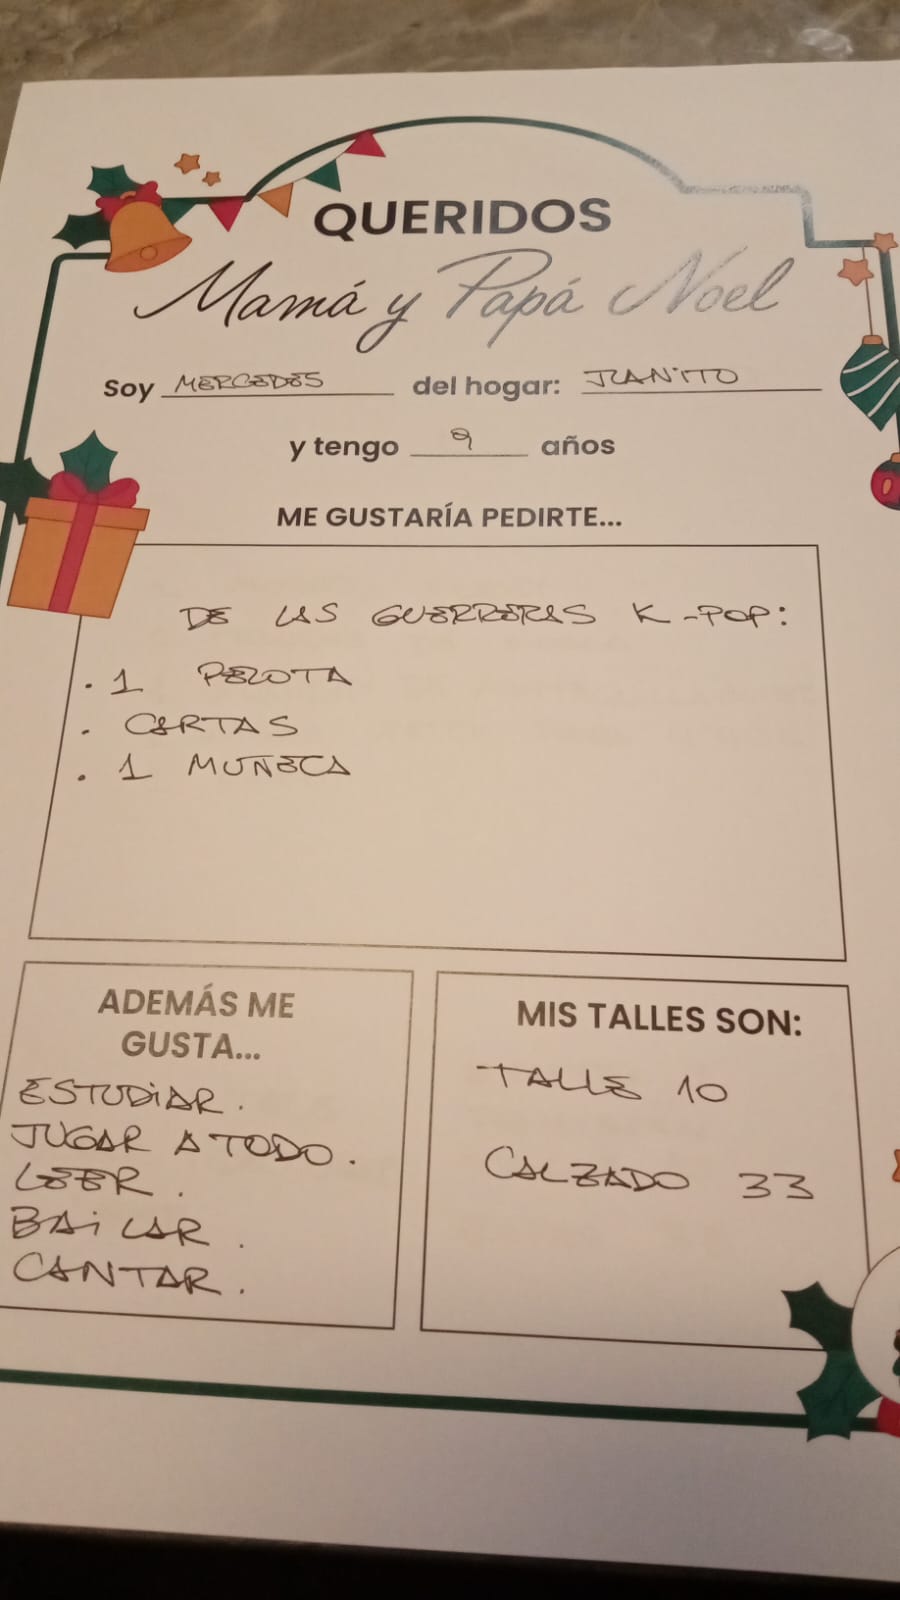 QUERIDOS
Mamá y Papá Noel
Soy MERCEDES del hogar: JUANITO
y tengo 9 años
ME GUSTARÍA PEDIRTE...
DE LAS GUERRERAS K-POP:
. 1 PELOTA
. CARTAS
. 1 MUÑECA
ADEMÁS ME
GUSTA...
ESTUDIAR.
JUGAR A TODO.
LEER.
BAILAR.
CANTAR.
MIS TALLES SON:
TALLE 10
CALZADO 33